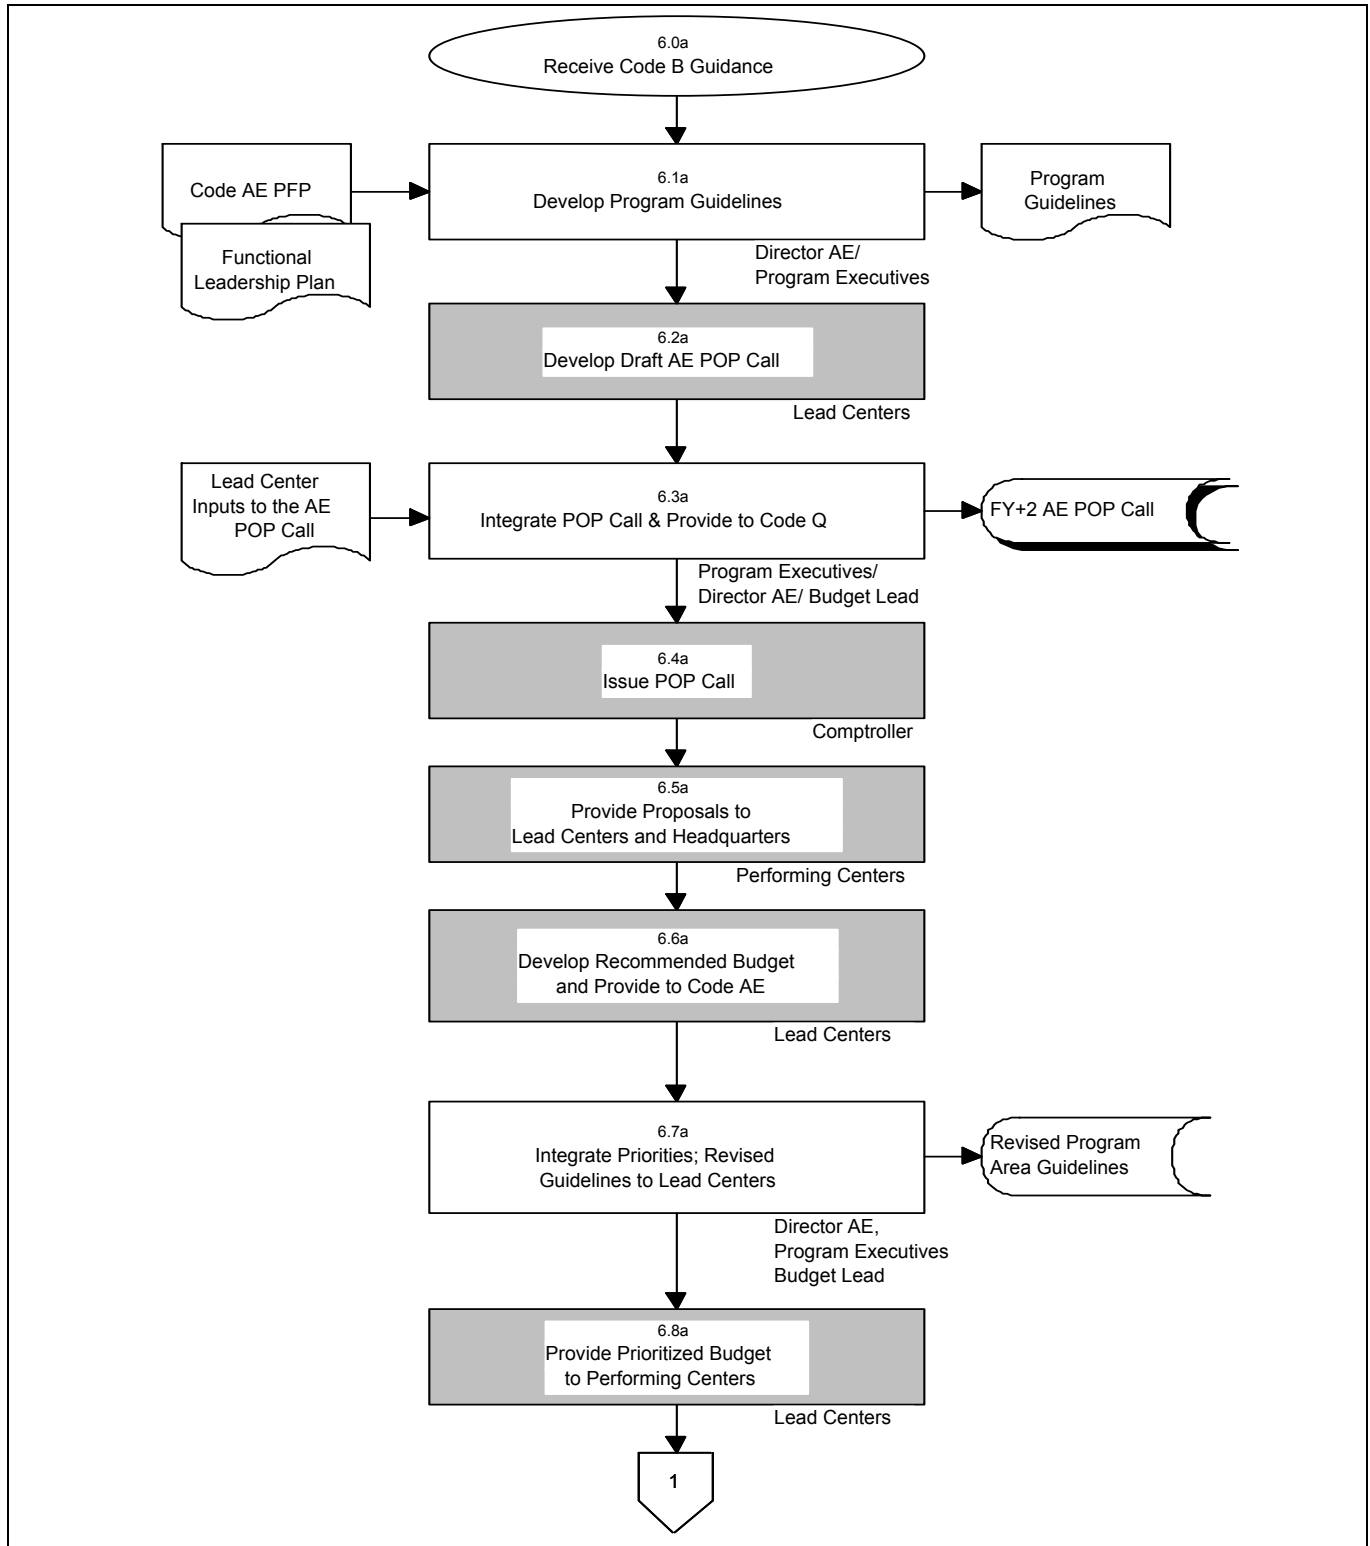 6.0a
Receive Code B Guidance
Code AE PFP
Functional
Leadership Plan
6.1a
Develop Program Guidelines
Program
Guidelines
Director AE/
Program Executives
6.2a
Develop Draft AE POP Call
Lead Centers
Lead Center
Inputs to the AE
POP Call
6.3a
Integrate POP Call & Provide to Code Q
FY+2 AE POP Call
Program Executives/
Director AE/ Budget Lead
6.4a
Issue POP Call
Comptroller
6.5a
Provide Proposals to
Lead Centers and Headquarters
Performing Centers
6.6a
Develop Recommended Budget
and Provide to Code AE
Lead Centers
6.7a
Integrate Priorities; Revised
Guidelines to Lead Centers
Revised Program
Area Guidelines
Director AE,
Program Executives
Budget Lead
6.8a
Provide Prioritized Budget
to Performing Centers
Lead Centers
1